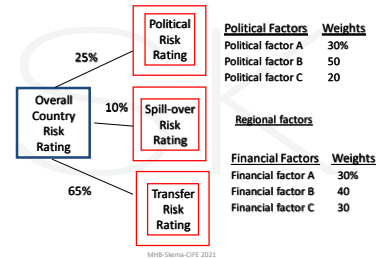 Political
Risk
Rating
Political Factors Weights
Political factor A 30%
Political factor B 50
Political factor C 20
25%
Overall
Country
Risk
Rating
10%
Spill-over
Risk
Rating
Regional factors
65%
Transfer
Risk
Rating
Financial Factors Weights
Financial factor A 30%
Financial factor B 40
Financial factor C 30
MHB-Skema-CIFE 2021
SK